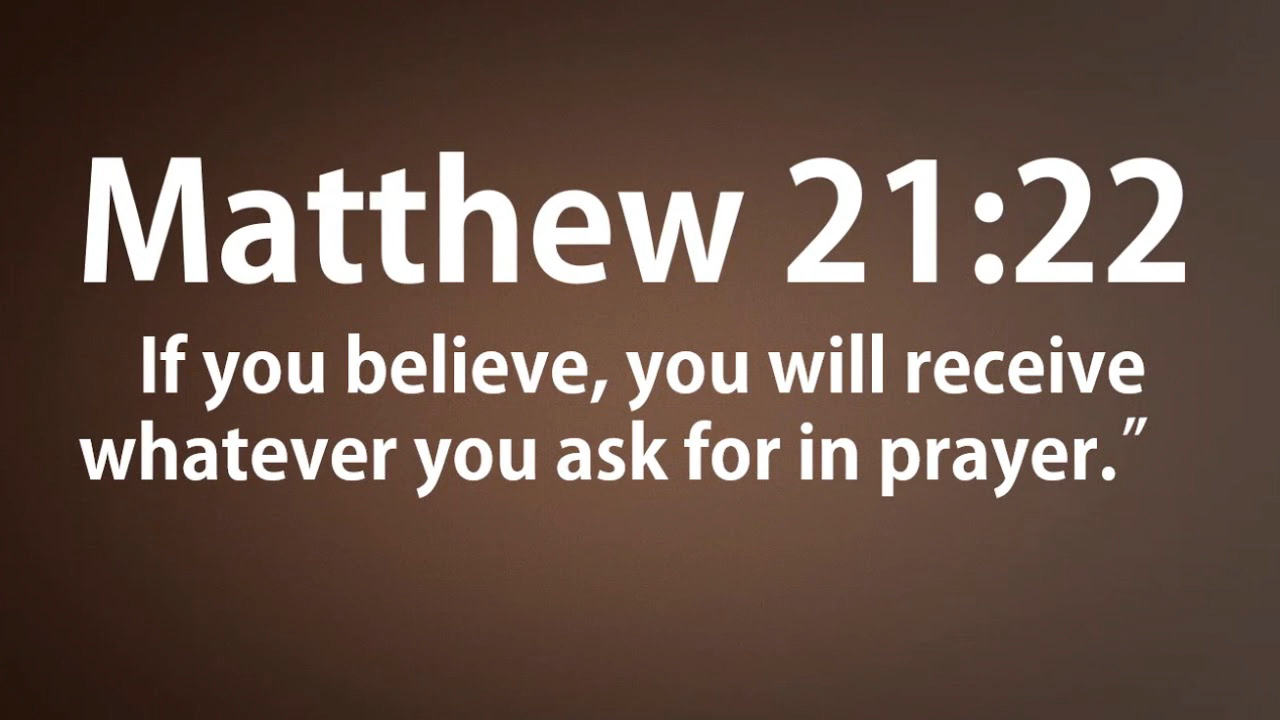 Matthew 21:22
If you believe, you will receive
whatever you ask for in prayer.”